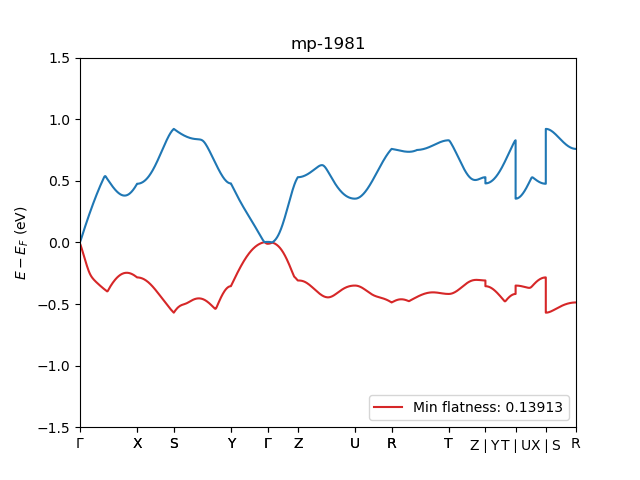 mp-1981
E − E_F (eV)
1.5
1.0
0.5
0.0
−0.5
−1.0
−1.5
Min flatness: 0.13913
Γ X S Y Γ Z U R T Z | Y T | U X | S R